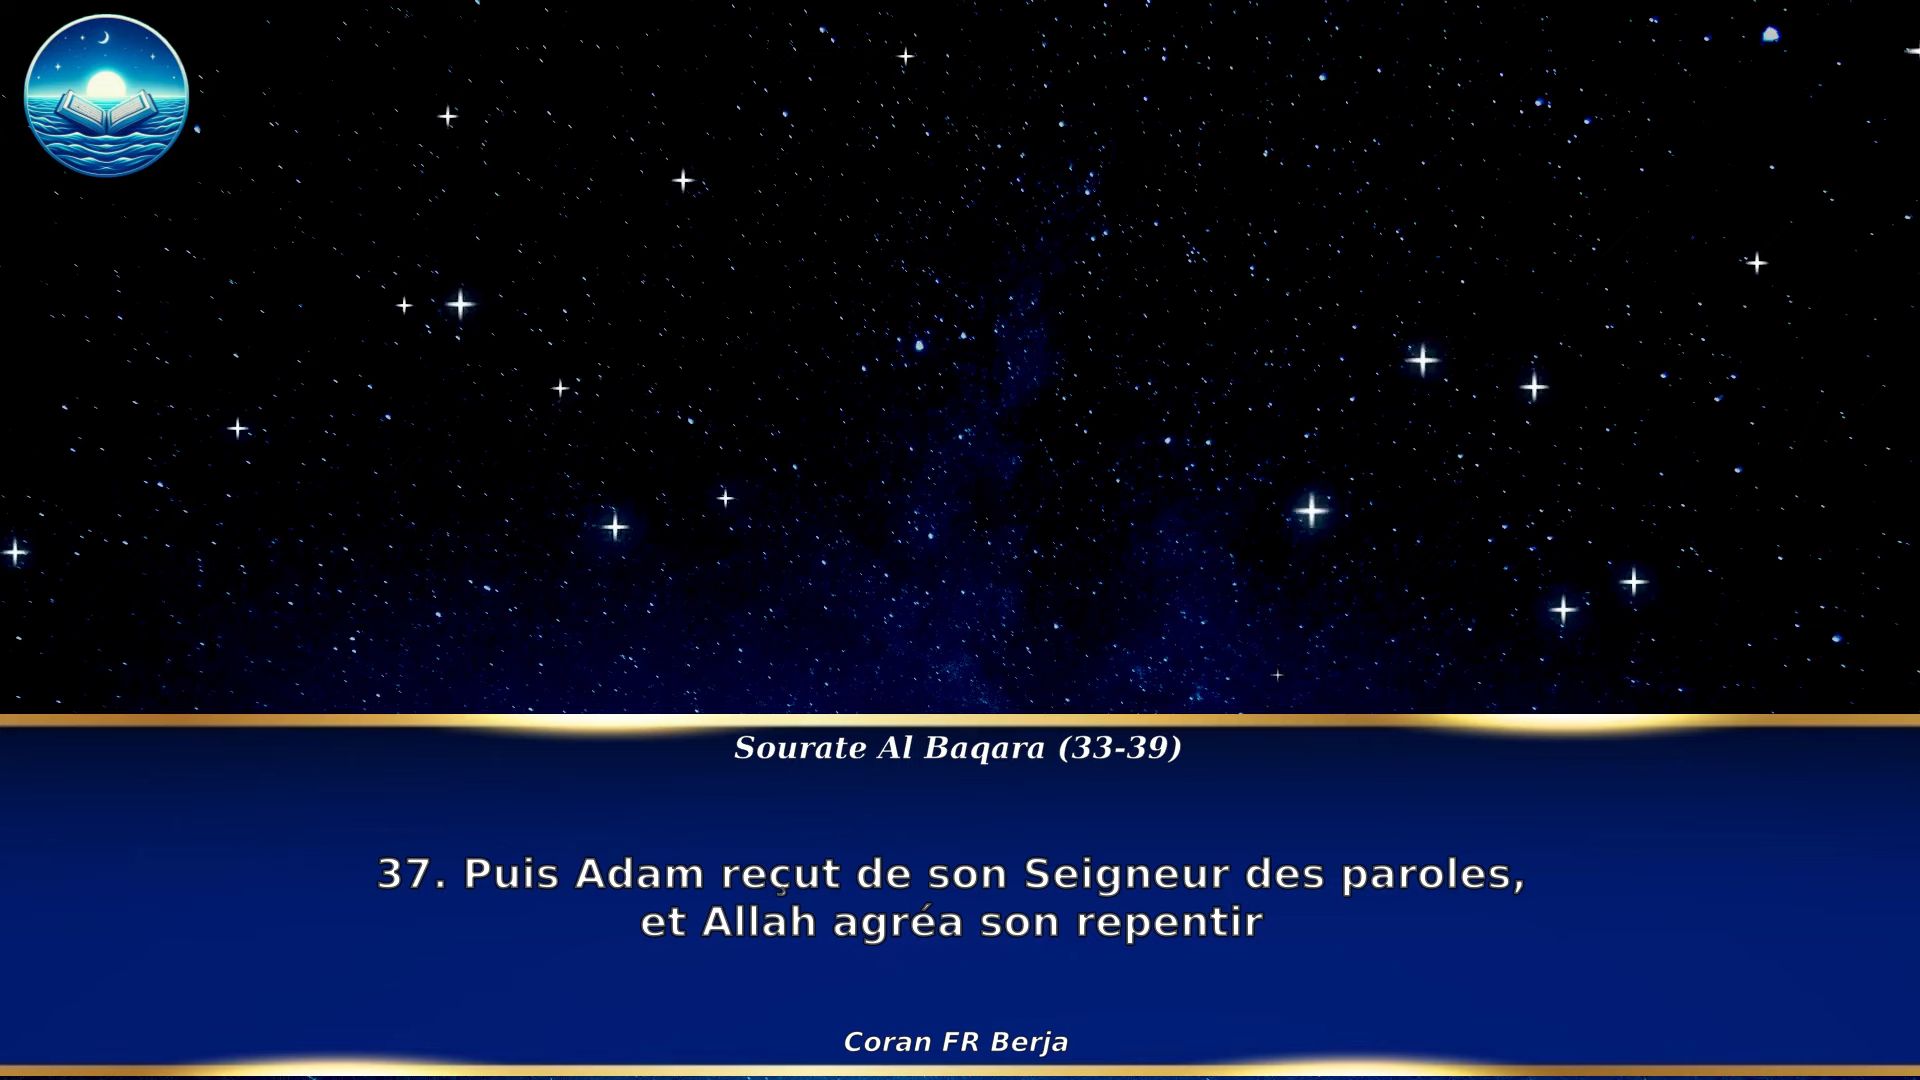 Sourate Al Baqara (33-39)
37. Puis Adam reçut de son Seigneur des paroles,
et Allah agréa son repentir
Coran FR Berja